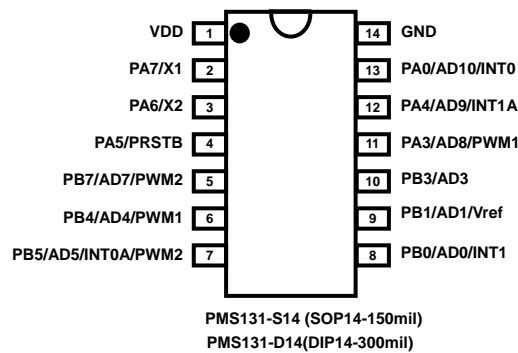 VDD 1 14 GND
PA7/X1 2 13 PA0/AD10/INT0
PA6/X2 3 12 PA4/AD9/INT1A
PA5/PRSTB 4 11 PA3/AD8/PWM1
PB7/AD7/PWM2 5 10 PB3/AD3
PB4/AD4/PWM1 6 9 PB1/AD1/Vref
PB5/AD5/INT0A/PWM2 7 8 PB0/AD0/INT1
PMS131-S14 (SOP14-150mil)
PMS131-D14(DIP14-300mil)